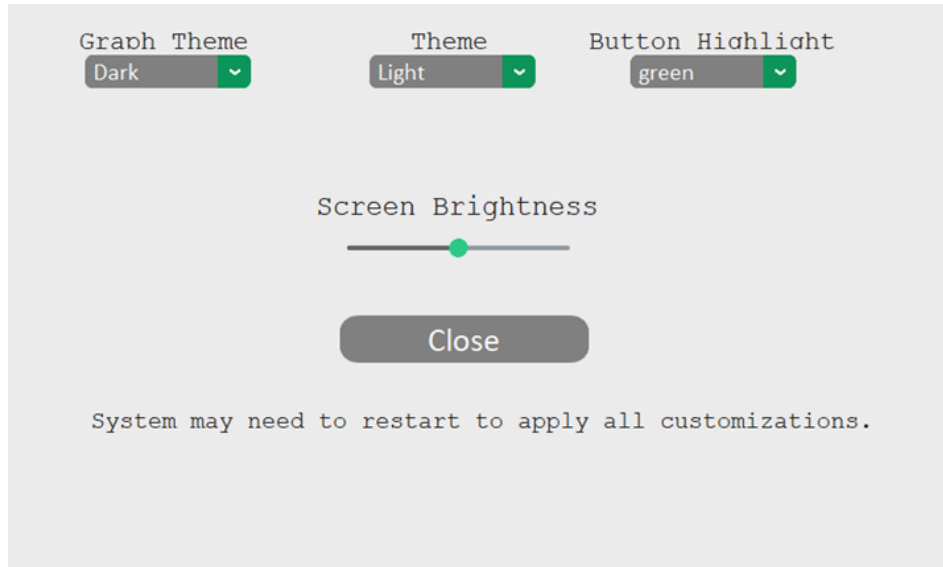 Graph Theme Theme Button Highlight
Dark Light green
Screen Brightness
Close
System may need to restart to apply all customizations.